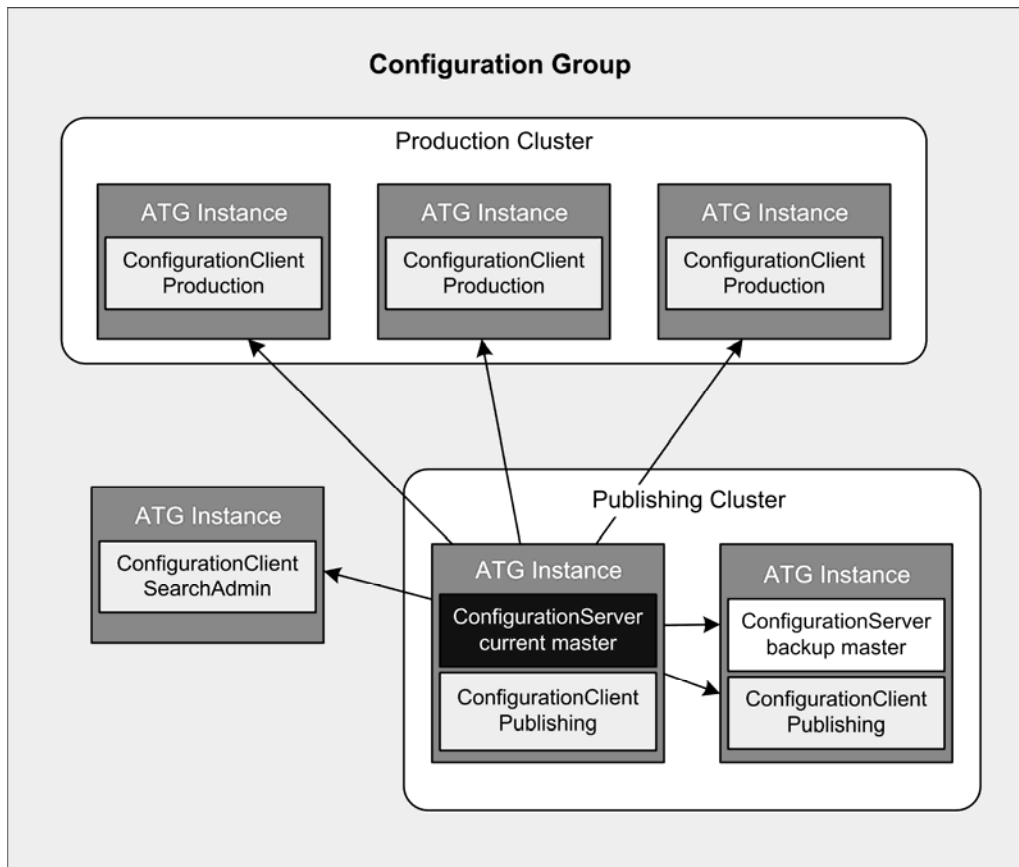 Configuration Group
Production Cluster
ATG Instance
ConfigurationClient
Production
ATG Instance
ConfigurationClient
Production
ATG Instance
ConfigurationClient
Production
ATG Instance
ConfigurationClient
SearchAdmin
Publishing Cluster
ATG Instance
ConfigurationServer
current master
ConfigurationClient
Publishing
ATG Instance
ConfigurationServer
backup master
ConfigurationClient
Publishing